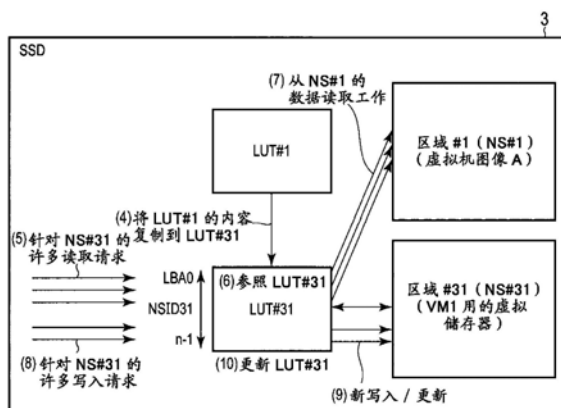 3
SSD
(7) 从 NS#1 的
数据读取工作
区域 #1 (NS#1)
(虚拟机图像 A)
LUT#1
(4) 将 LUT#1 的内容
复制到 LUT#31
(5) 针对 NS#31 的
许多读取请求
LBA0
NSID31
n-1
(6) 参照 LUT#31
LUT#31
区域 #31 (NS#31)
(VM1 用的虚拟
储存器)
(8) 针对 NS#31 的
许多写入请求
(10) 更新 LUT#31
(9) 新写入 / 更新